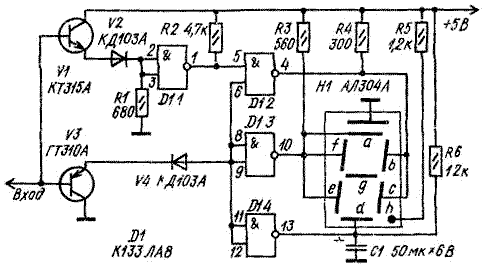 V2
КД103А
R2 4,7к
R3
560
R4
300
R5
1,2к
+5В
V1
КТ315А
2
3
&
1
D1.1
R1
680
5
6
&
4
D1.2
H1 АЛ304А
V3
ГТ310А
V4 КД103А
8
9
&
10
D1.3
a
f
b
g
e
c
d
h
R6
12к
Вход
11
12
&
13
D1.4
D1
К133 ЛА8
+
C1 50мк×6В